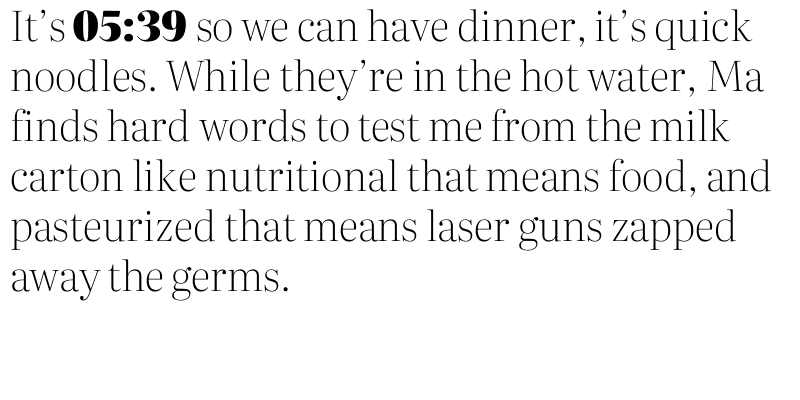 It’s 05:39 so we can have dinner, it’s quick
noodles. While they’re in the hot water, Ma
finds hard words to test me from the milk
carton like nutritional that means food, and
pasteurized that means laser guns zapped
away the germs.